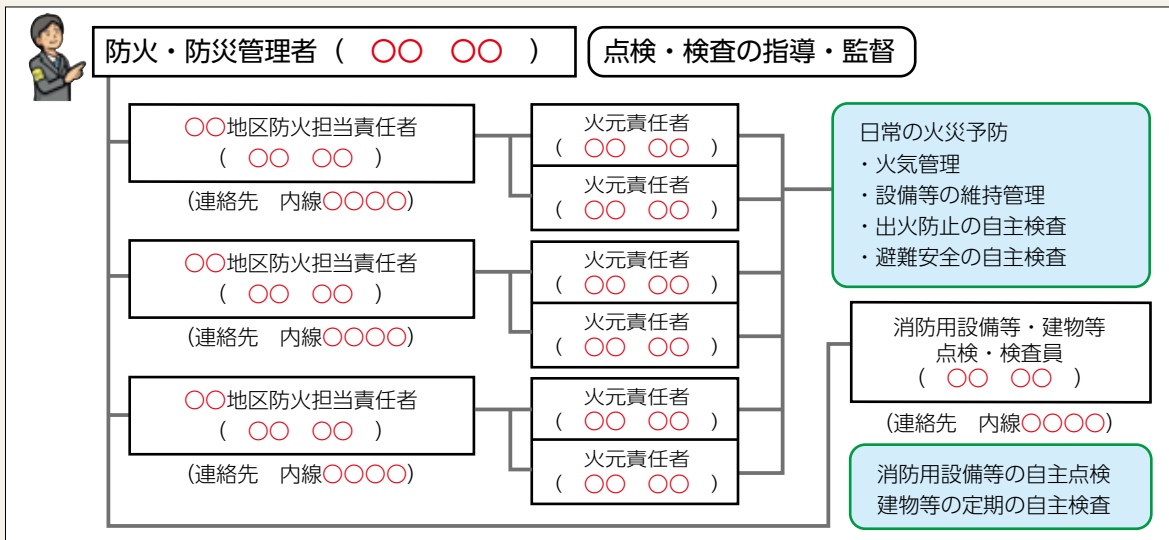 防火・防災管理者（　○○　○○　）
点検・検査の指導・監督
○○地区防火担当責任者
（　○○　○○　）
（連絡先　内線○○○○）
火元責任者
（　○○　○○　）
火元責任者
（　○○　○○　）
○○地区防火担当責任者
（　○○　○○　）
（連絡先　内線○○○○）
火元責任者
（　○○　○○　）
火元責任者
（　○○　○○　）
○○地区防火担当責任者
（　○○　○○　）
（連絡先　内線○○○○）
火元責任者
（　○○　○○　）
火元責任者
（　○○　○○　）
日常の火災予防
・火気管理
・設備等の維持管理
・出火防止の自主検査
・避難安全の自主検査
消防用設備等・建物等
点検・検査員
（　○○　○○　）
（連絡先　内線○○○○）
消防用設備等の自主点検
建物等の定期の自主検査